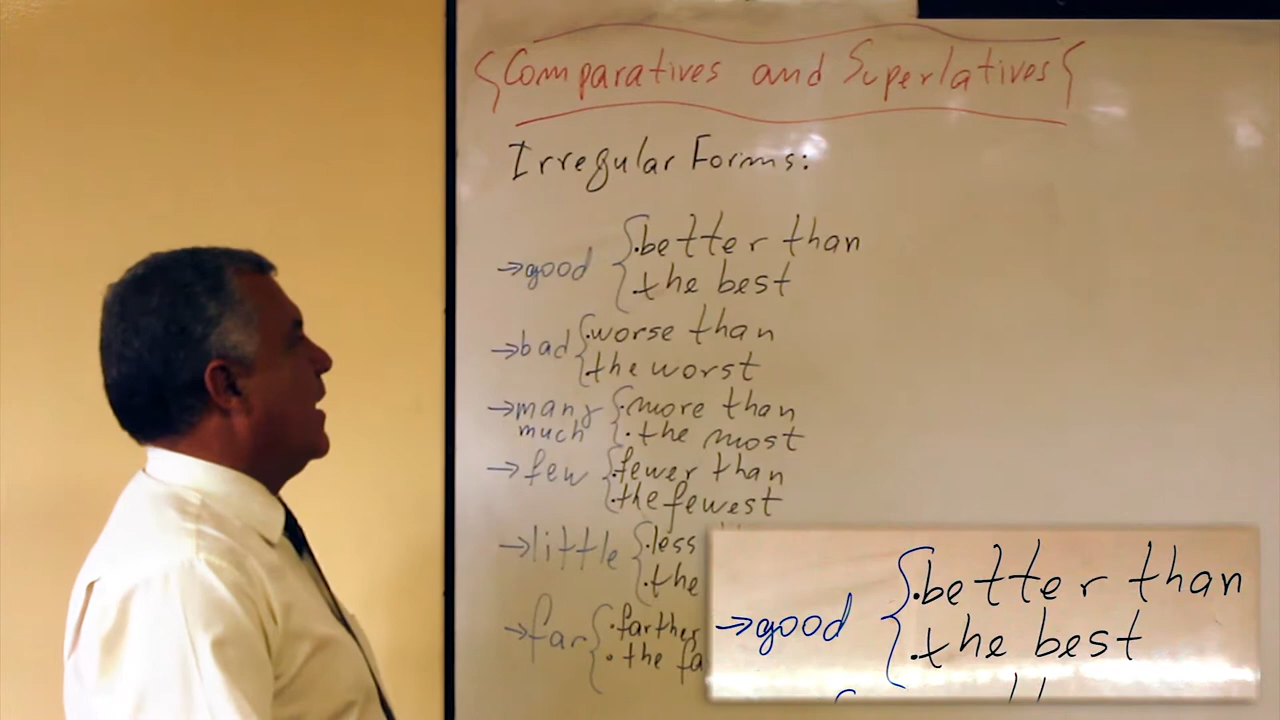 Comparatives and Superlatives
Irregular Forms:
→good { .better than
.the best
→bad { .worse than
.the worst
→many much { .more than
.the most
→few { .fewer than
.the fewest
→little { .less
.the
→far { .farther
.the fa
→good { .better than
.the best